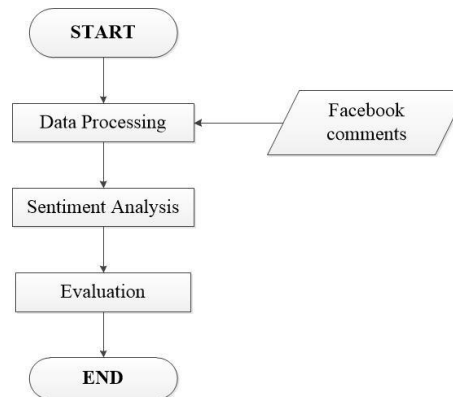 START
Data Processing
Facebook
comments
Sentiment Analysis
Evaluation
END